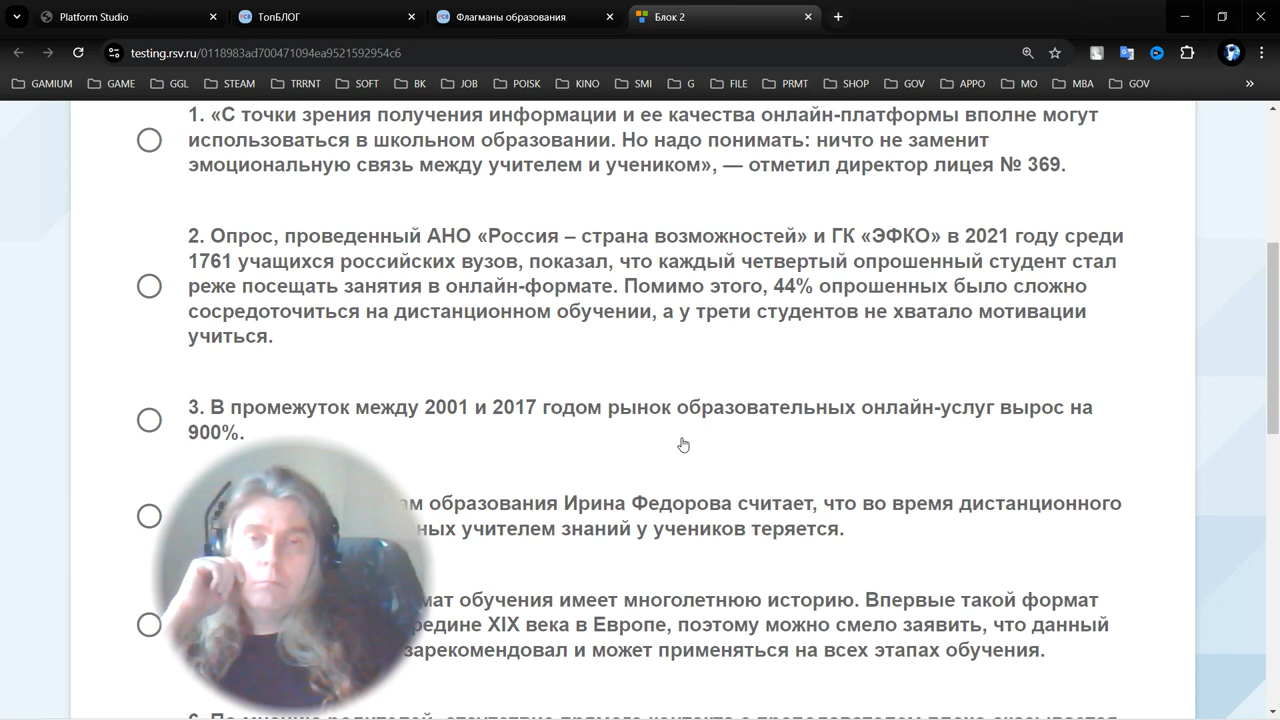 Platform Studio
ТопБЛОГ
Флагманы образования
Блок 2
testing.rsv.ru/0118983ad700471094ea9521592954c6
GAMIUM GAME GGL STEAM TRRNT SOFT BK JOB POISK KINO SMI G FILE PRMT SHOP GOV APPO MO MBA GOV »
1. «С точки зрения получения информации и ее качества онлайн-платформы вполне могут
использоваться в школьном образовании. Но надо понимать: ничто не заменит
эмоциональную связь между учителем и учеником», — отметил директор лицея № 369.
2. Опрос, проведенный АНО «Россия – страна возможностей» и ГК «ЭФКО» в 2021 году среди
1761 учащихся российских вузов, показал, что каждый четвертый опрошенный студент стал
реже посещать занятия в онлайн-формате. Помимо этого, 44% опрошенных было сложно
сосредоточиться на дистанционном обучении, а у трети студентов не хватало мотивации
учиться.
3. В промежуток между 2001 и 2017 годом рынок образовательных онлайн-услуг вырос на
900%.
образования Ирина Федорова считает, что во время дистанционного
учителем знаний у учеников теряется.
обучения имеет многолетнюю историю. Впервые такой формат
XIX века в Европе, поэтому можно смело заявить, что данный
зарекомендовал и может применяться на всех этапах обучения.